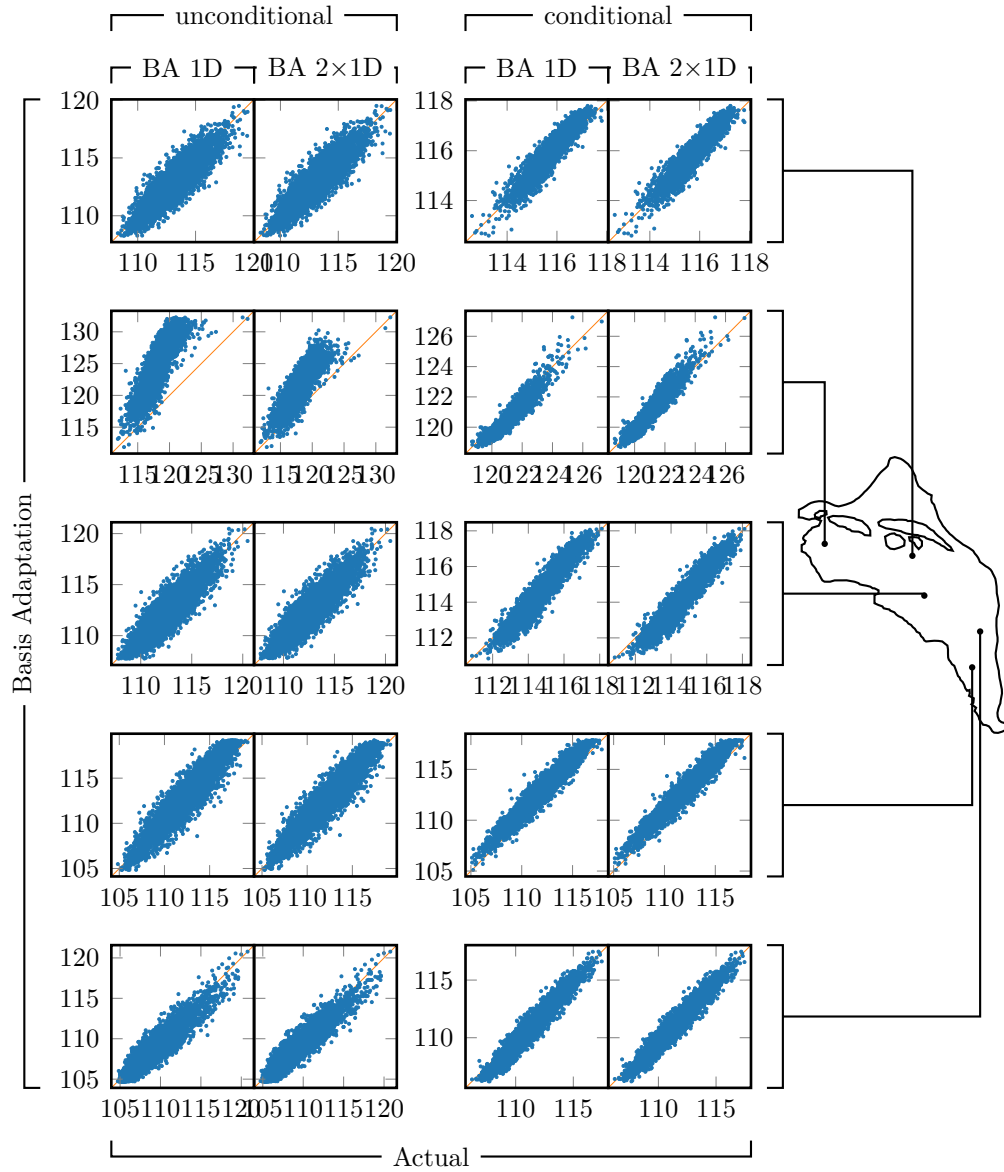 unconditional conditional
BA 1D BA 2×1D BA 1D BA 2×1D
120 118
115 116
110 114
110 115 120 110 115 120 114 116 118 114 116 118
130 126
125 124
120 122
115 120
115 120 125 130 115 120 125 130 120 122 124 126 120 122 124 126
120 118
116
115 114
110 112
110 115 120 110 115 120 112 114 116 118 112 114 116 118
115 115
110 110
105 105
105 110 115 105 110 115 105 110 115 105 110 115
120
115 115
110 110
105
105 110 115 120 105 110 115 120 110 115 110 115
Basis Adaptation
Actual